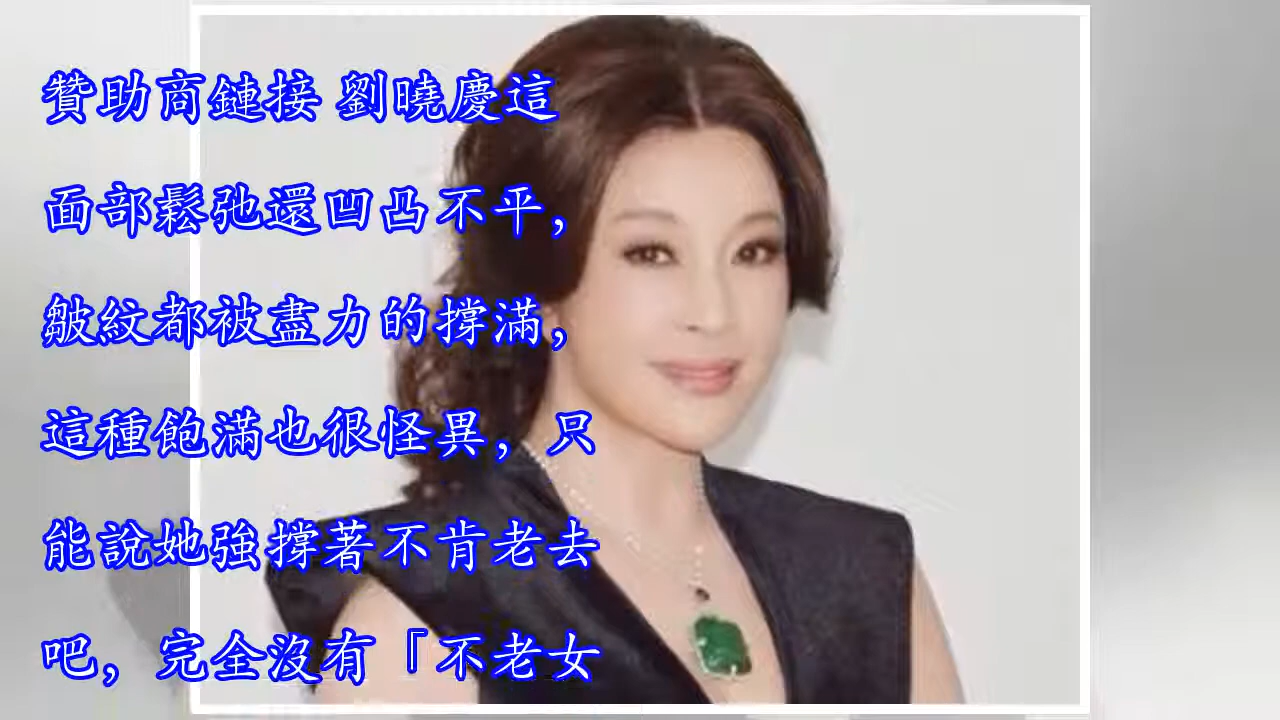 贊助商鏈接 劉曉慶這
面部鬆弛還凹凸不平，
皺紋都被盡力的撐滿，
這種飽滿也很怪異，只
能說她強撐著不肯老去
吧，完全沒有「不老女